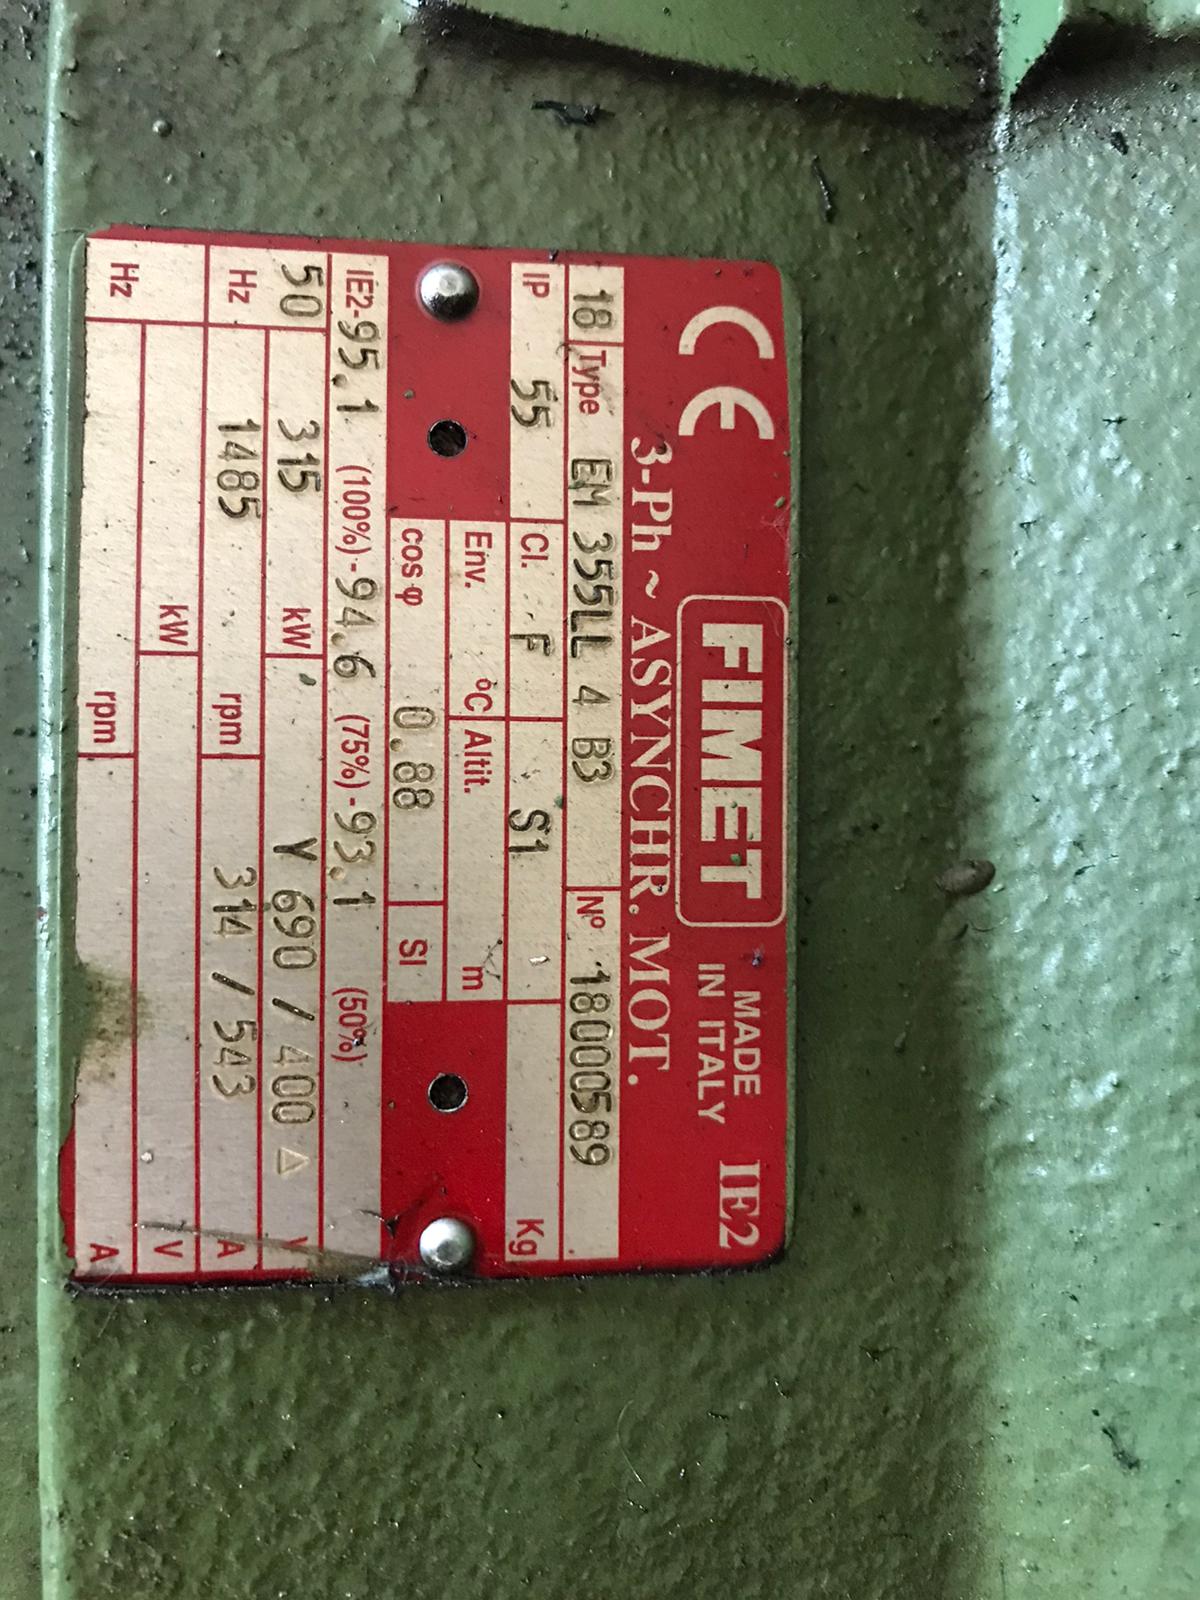 CE FIMET MADE IN ITALY IE2
3-Ph ~ ASYNCHR. MOT.
18 Type EM 355LL 4 B3 Nº 18000589
IP 55 Cl. F S1 Kg
Env. °C Altit. m
cos φ 0.88 SI
IE2-95.1 (100%)-94.6 (75%)-93.1 (50%)
50 315 kW Y 690 / 400 △ V
Hz 1485 rpm 314 / 543 A
kW V
Hz rpm A